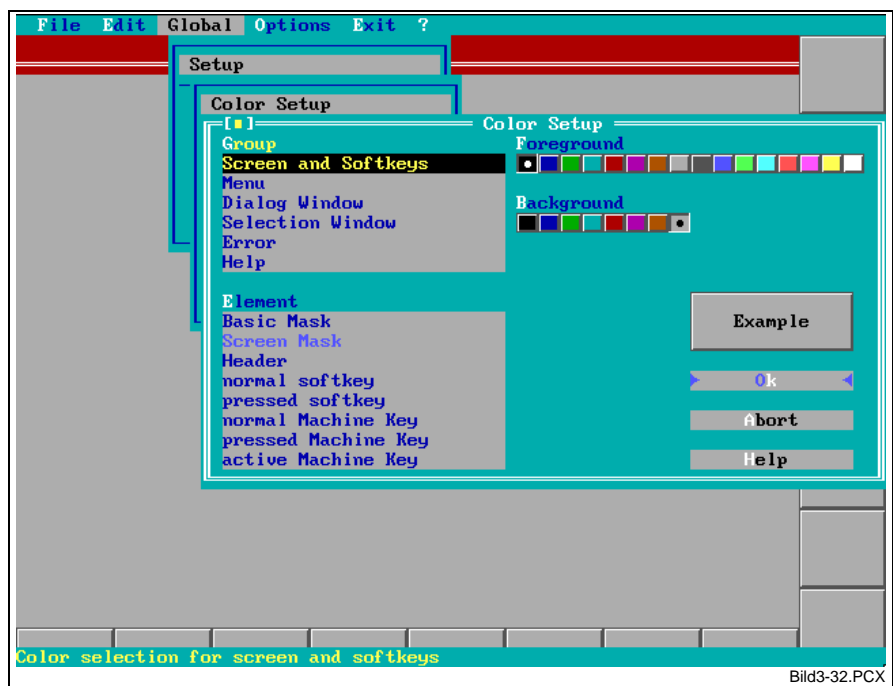 File Edit Global Options Exit ?
Setup
Color Setup
Color Setup
Group
Screen and Softkeys
Menu
Dialog Window
Selection Window
Error
Help
Foreground
Background
Element
Basic Mask
Screen Mask
Header
normal softkey
pressed softkey
normal Machine Key
pressed Machine Key
active Machine Key
Example
Ok
Abort
Help
Color selection for screen and softkeys
Bild3-32.PCX